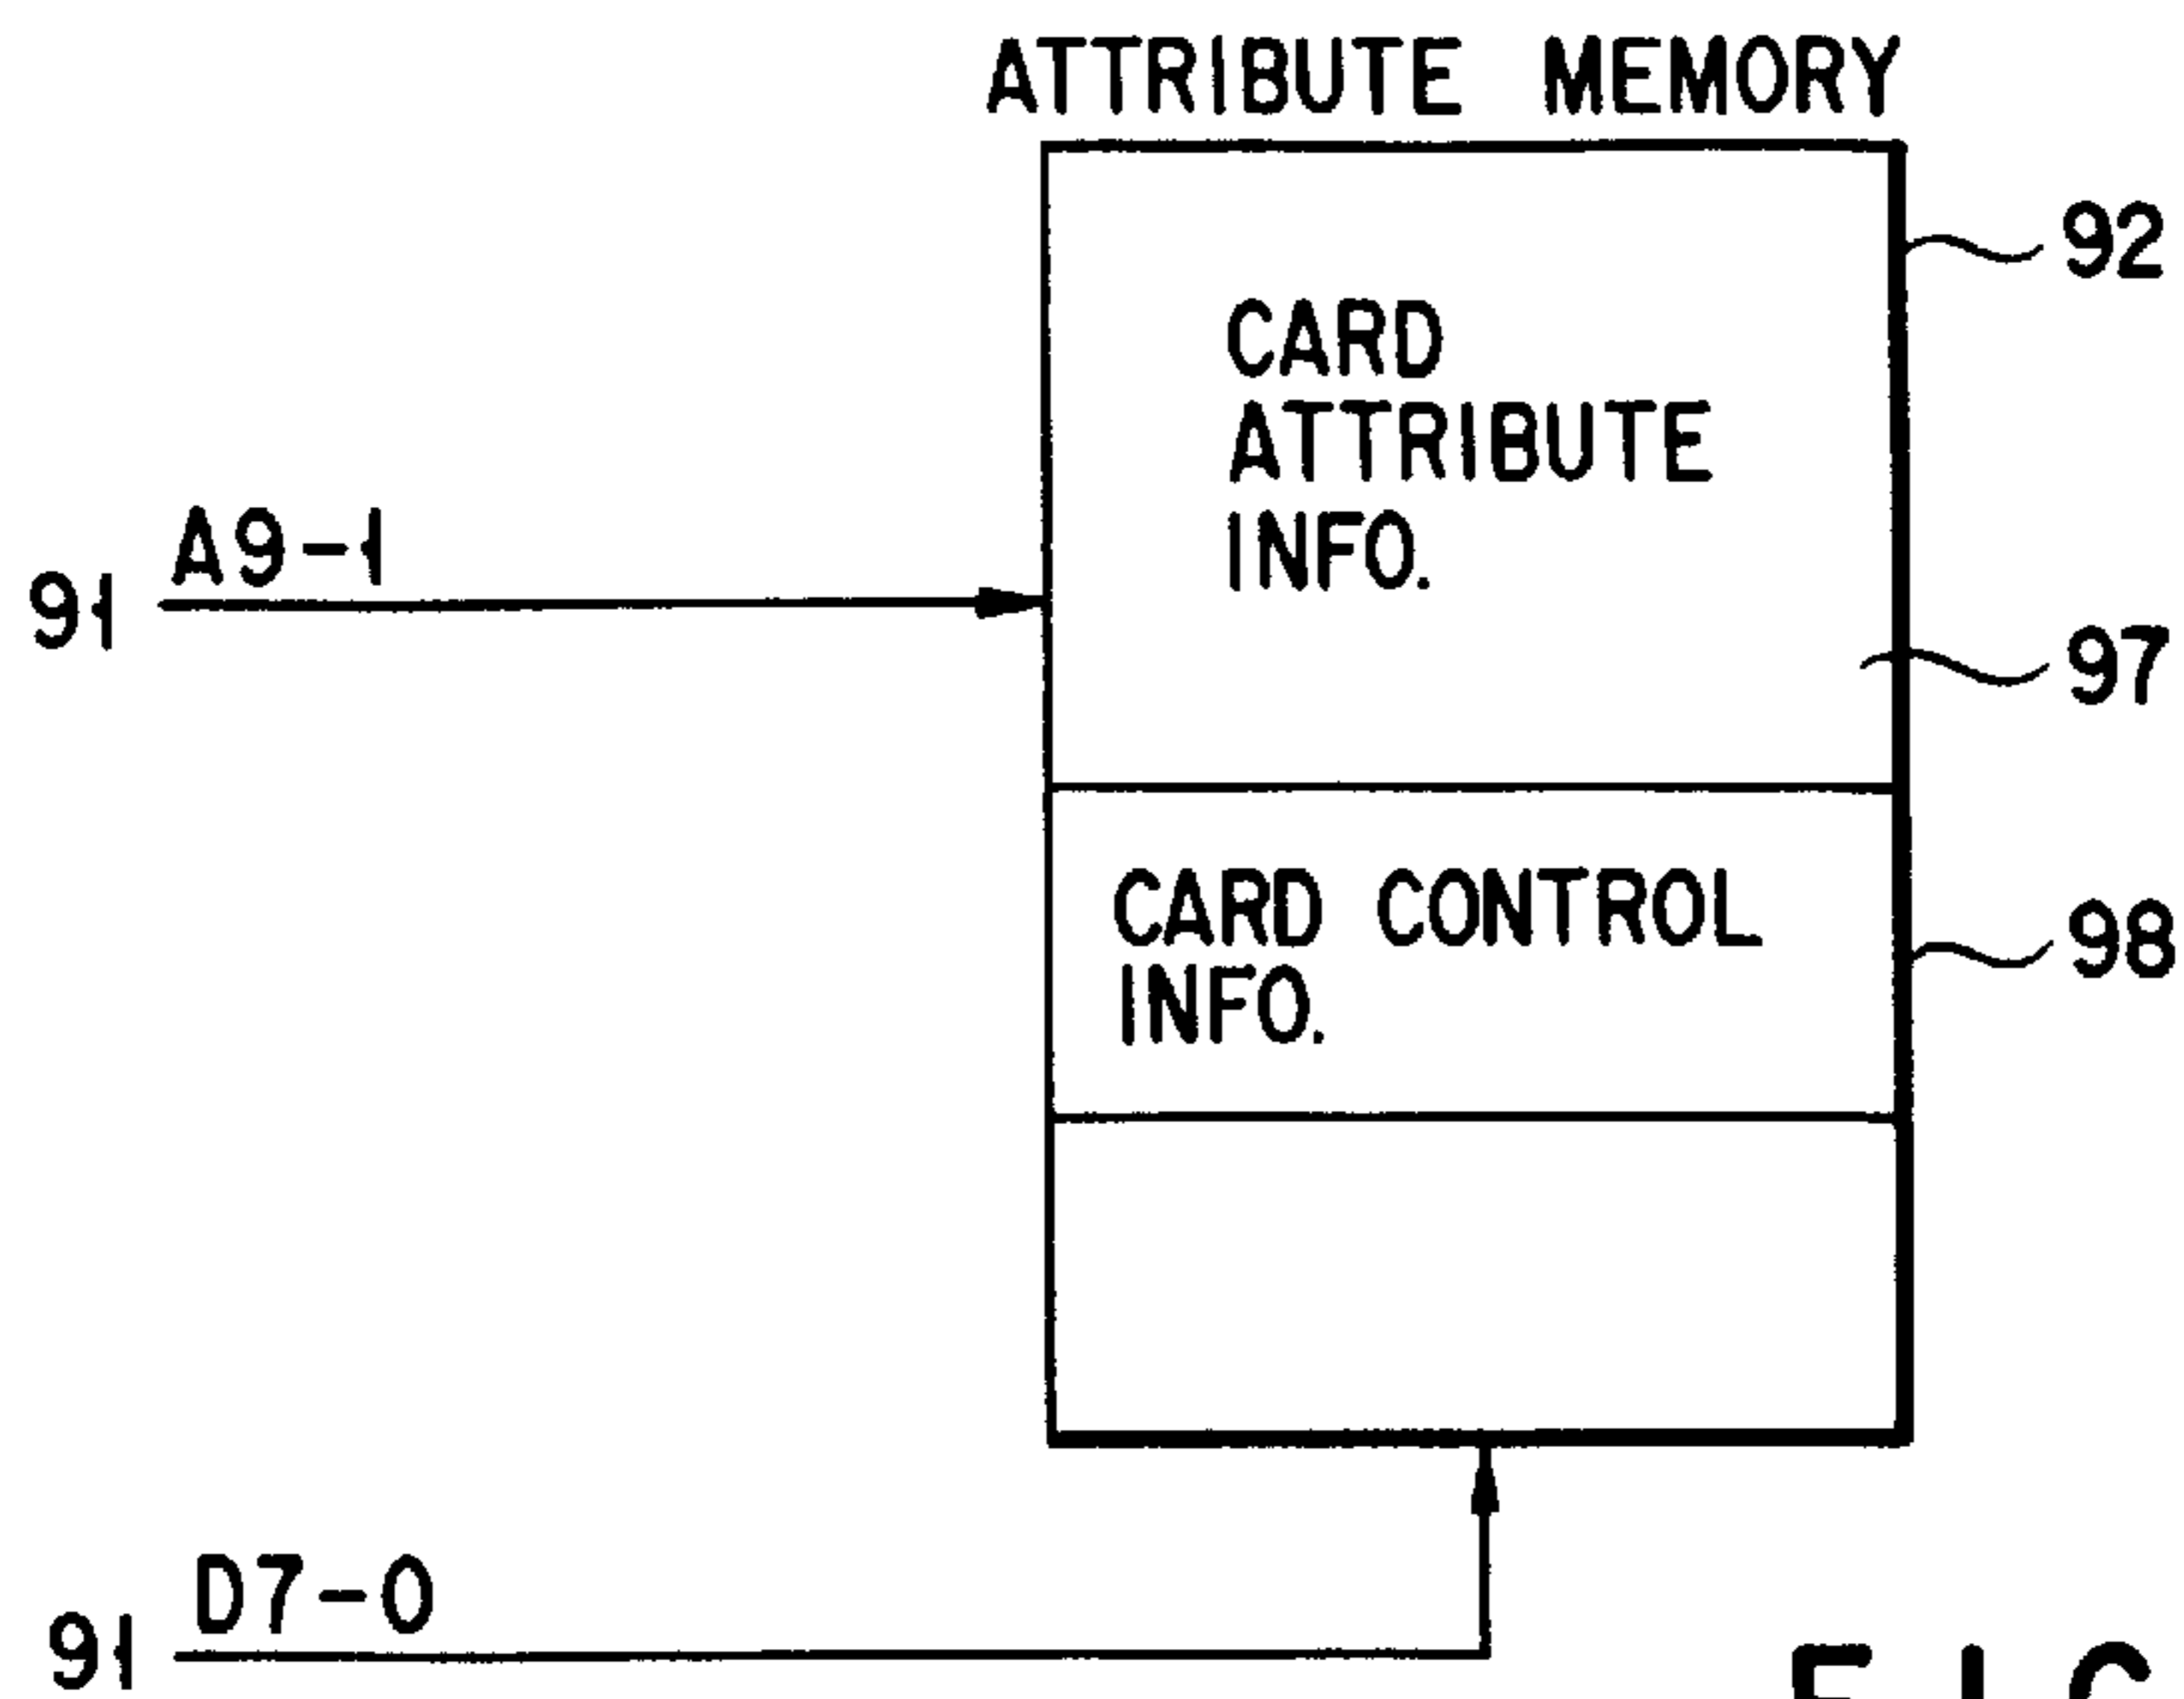 ATTRIBUTE MEMORY
92
CARD
ATTRIBUTE
INFO.
A9-1
91
97
CARD CONTROL
INFO.
98
D7-0
91